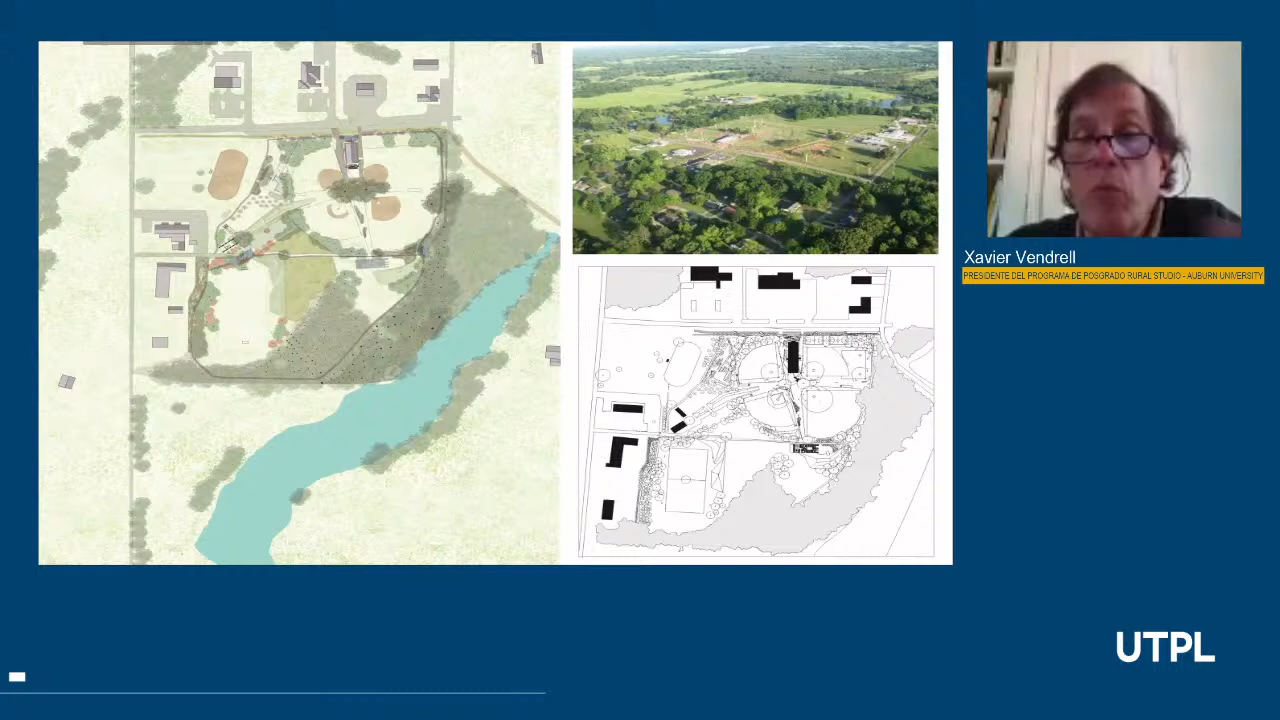 Xavier Vendrell
PRESIDENTE DEL PROGRAMA DE POSGRADO RURAL STUDIO - AUBURN UNIVERSITY
UTPL